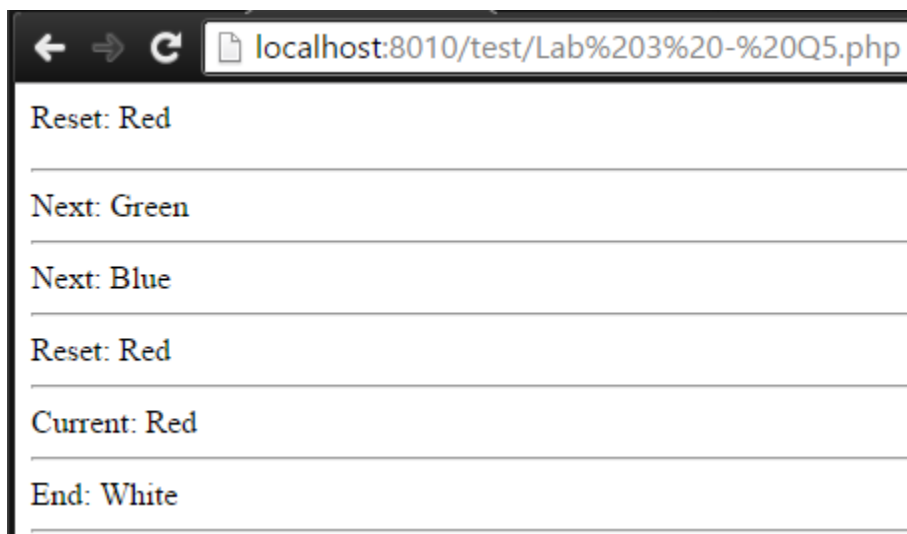 localhost:8010/test/Lab%203%20-%20Q5.php
Reset: Red
Next: Green
Next: Blue
Reset: Red
Current: Red
End: White